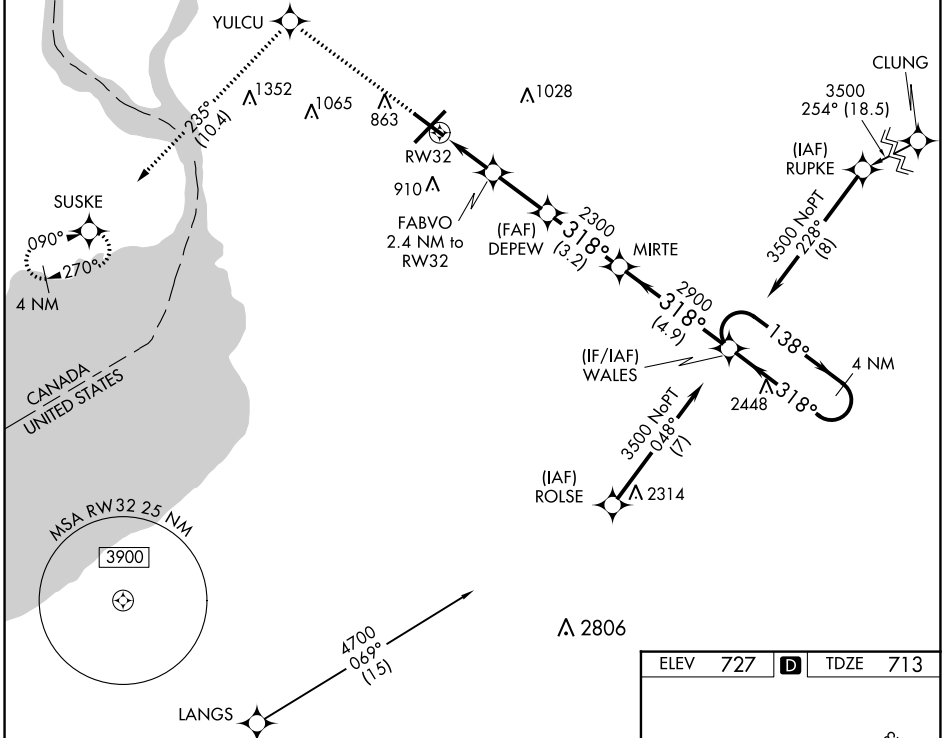 YULCU
235°
(10.4)
1352
1065
863
1028
CLUNG
3500
254° (18.5)
(IAF)
RUPKE
RW32
910
FABVO
2.4 NM to
RW32
(FAF)
DEPEW
2300
318°
(3.2)
MIRTE
3500 NoPT
228°
(8)
SUSKE
090°
270°
4 NM
2900
318°
(4.9)
(IF/IAF)
WALES
138°
4 NM
318°
2448
CANADA
UNITED STATES
3500 NoPT
048°
(7)
(IAF)
ROLSE
2314
MSA RW32 25 NM
3900
4700
069°
(15)
LANGS
2806
ELEV 727 D TDZE 713